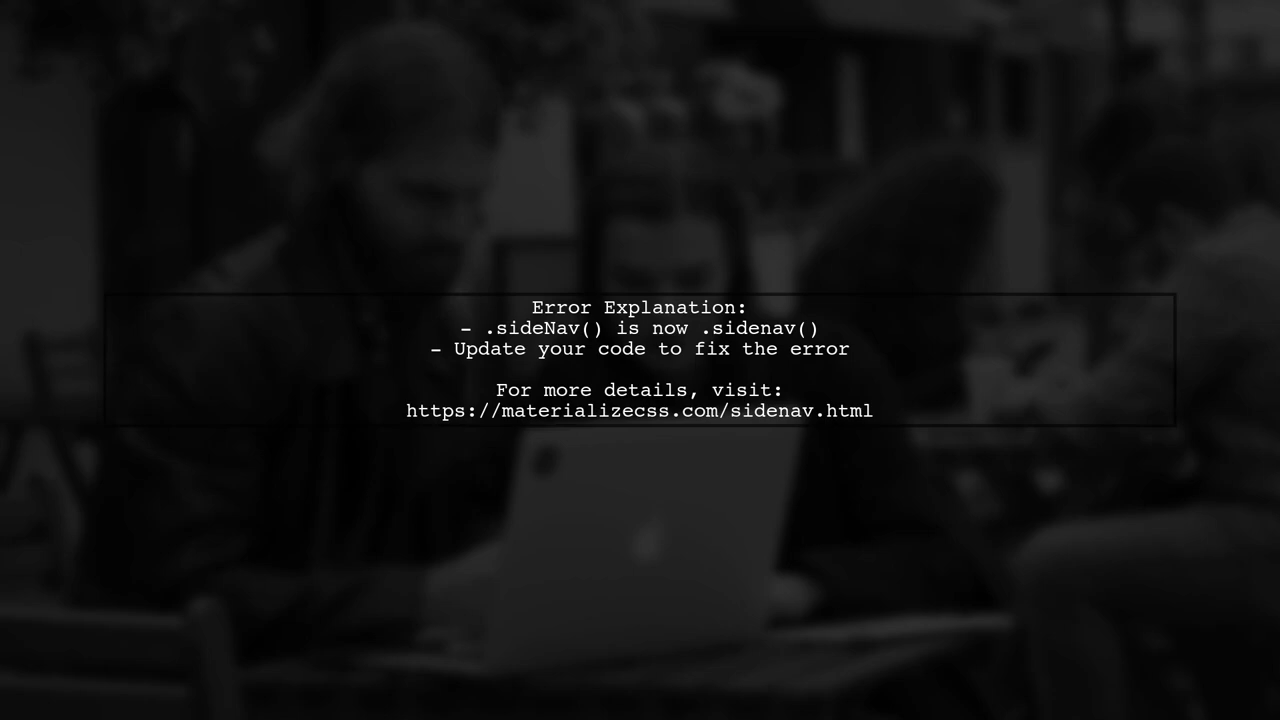 Error Explanation:
- .sideNav() is now .sidenav()
- Update your code to fix the error
For more details, visit:
https://materializecss.com/sidenav.html